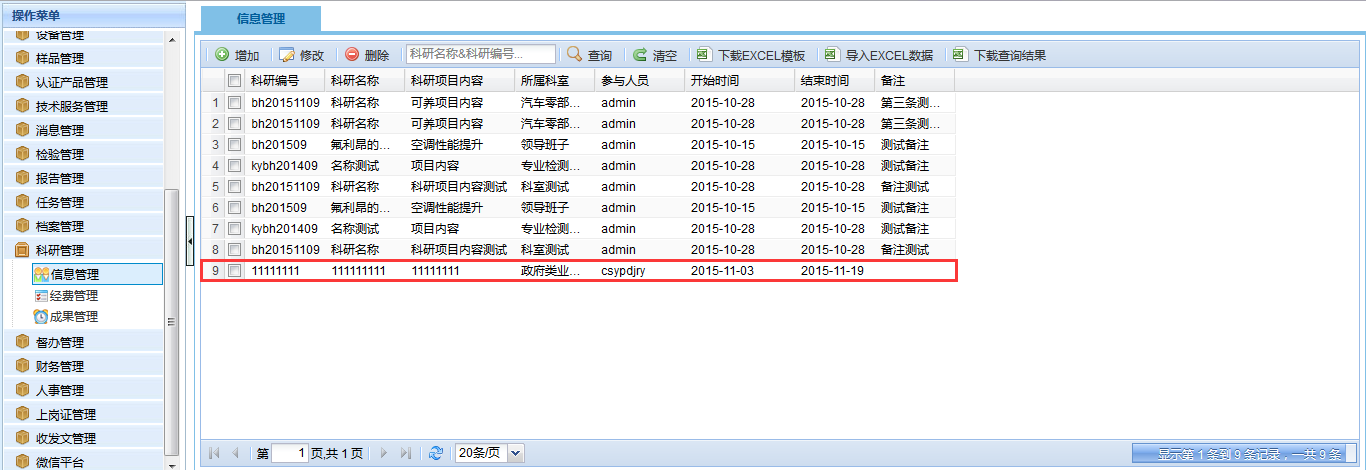 操作菜单
设备管理
样品管理
认证产品管理
技术服务管理
消息管理
检验管理
报告管理
任务管理
档案管理
科研管理
信息管理
经费管理
成果管理
督办管理
财务管理
人事管理
上岗证管理
收发文管理
微信平台
信息管理
增加 修改 删除 科研名称&科研编号... 查询 清空 下载EXCEL模板 导入EXCEL数据 下载查询结果
科研编号 科研名称 科研项目内容 所属科室 参与人员 开始时间 结束时间 备注
1 bh20151109 科研名称 可养项目内容 汽车零部... admin 2015-10-28 2015-10-28 第三条测...
2 bh20151109 科研名称 可养项目内容 汽车零部... admin 2015-10-28 2015-10-28 第三条测...
3 bh201509 氟利昂的... 空调性能提升 领导班子 admin 2015-10-15 2015-10-15 测试备注
4 kybh201409 名称测试 项目内容 专业检测... admin 2015-10-28 2015-10-28 测试备注
5 bh20151109 科研名称 科研项目内容测试 科室测试 admin 2015-10-28 2015-10-28 备注测试
6 bh201509 氟利昂的... 空调性能提升 领导班子 admin 2015-10-15 2015-10-15 测试备注
7 kybh201409 名称测试 项目内容 专业检测... admin 2015-10-28 2015-10-28 测试备注
8 bh20151109 科研名称 科研项目内容测试 科室测试 admin 2015-10-28 2015-10-28 备注测试
9 11111111 111111111 11111111 政府类业... csypdjry 2015-11-03 2015-11-19
第 1 页,共 1 页 20条/页 显示第 1 条到 9 条记录，一共 9 条